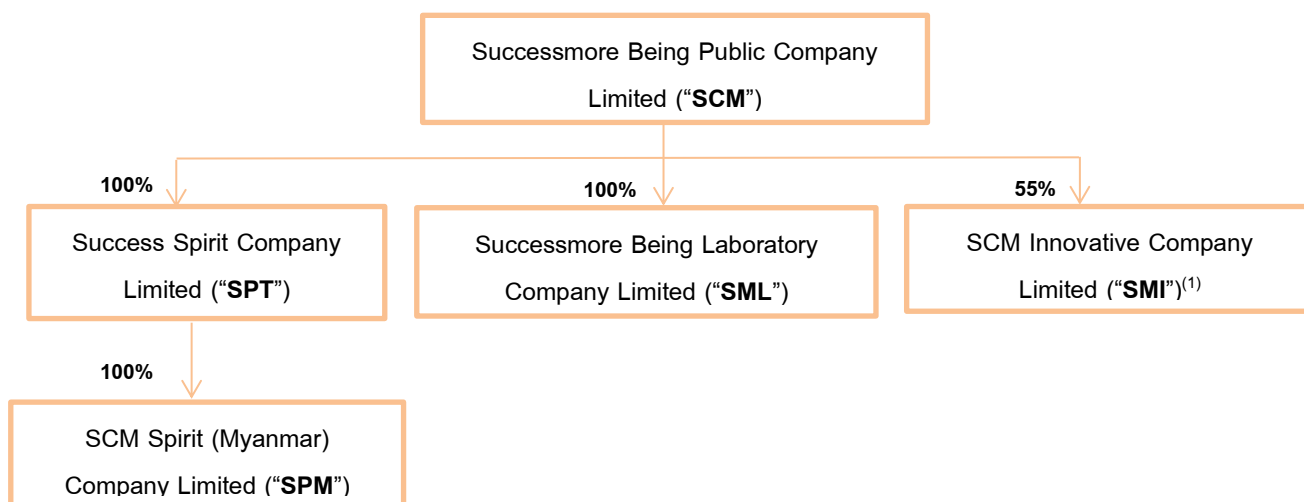 Successmore Being Public Company
Limited (“SCM”)
100%
100%
55%
Success Spirit Company
Limited (“SPT”)
Successmore Being Laboratory
Company Limited (“SML”)
SCM Innovative Company
Limited (“SMI”)(1)
100%
SCM Spirit (Myanmar)
Company Limited (“SPM”)